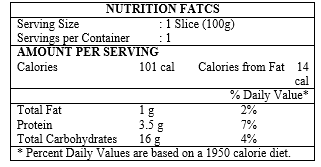 NUTRITION FATCS
Serving Size : 1 Slice (100g)
Servings per Container : 1
AMOUNT PER SERVING
Calories 101 cal Calories from Fat 14 cal
% Daily Value*
Total Fat 1 g 2%
Protein 3.5 g 7%
Total Carbohydrates 16 g 4%
* Percent Daily Values are based on a 1950 calorie diet.